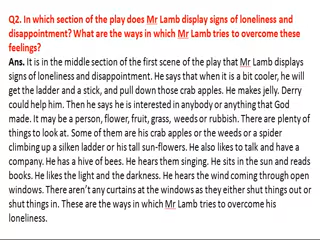 Q2. In which section of the play does Mr Lamb display signs of loneliness and
disappointment? What are the ways in which Mr Lamb tries to overcome these
feelings?
Ans. It is in the middle section of the first scene of the play that Mr Lamb displays
signs of loneliness and disappointment. He says that when it is a bit cooler, he will
get the ladder and a stick, and pull down those crab apples. He makes jelly. Derry
could help him. Then he says he is interested in anybody or anything that God
made. It may be a person, flower, fruit, grass, weeds or rubbish. There are plenty of
things to look at. Some of them are his crab apples or the weeds or a spider
climbing up a silken ladder or his tall sun-flowers. He also likes to talk and have a
company. He has a hive of bees. He hears them singing. He sits in the sun and reads
books. He likes the light and the darkness. He hears the wind coming through open
windows. There aren’t any curtains at the windows as they either shut things out or
shut things in. These are the ways in which Mr Lamb tries to overcome his
loneliness.